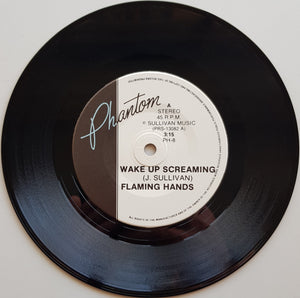 Phantom
A
STEREO
45 R.P.M.
SULLIVAN MUSIC
(PRS-13082 A)
3:15
PH-8
WAKE UP SCREAMING
(J. SULLIVAN)
FLAMING HANDS